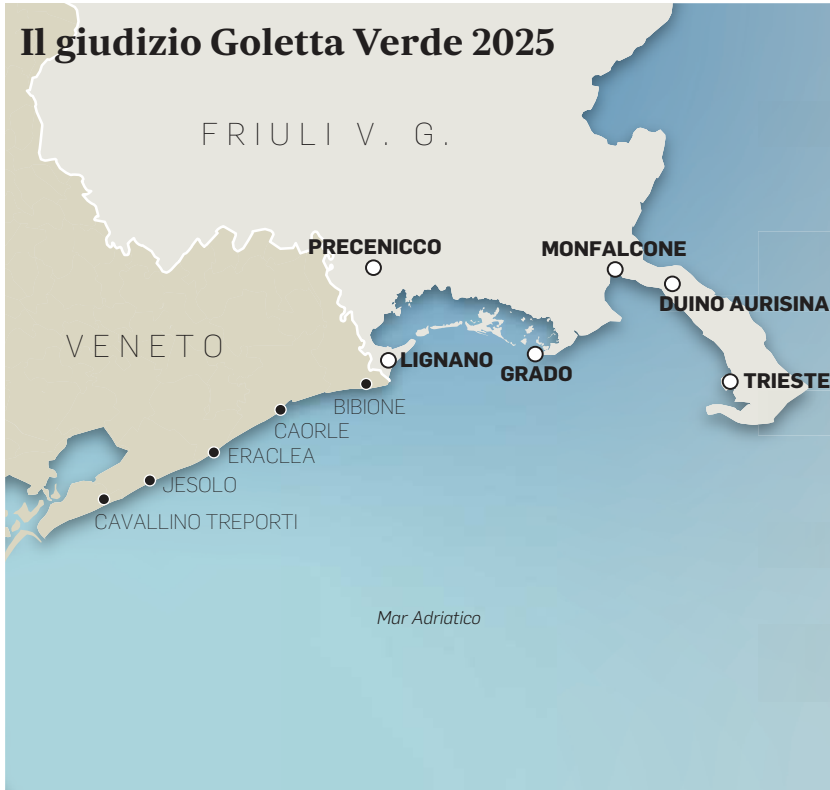 Il giudizio Goletta Verde 2025
FRIULI V. G.
PRECENICCO
MONFALCONE
DUINO AURISINA
VENETO
LIGNANO
GRADO
TRIESTE
BIBIONE
CAORLE
ERACLEA
JESOLO
CAVALLINO TREPORTI
Mar Adriatico